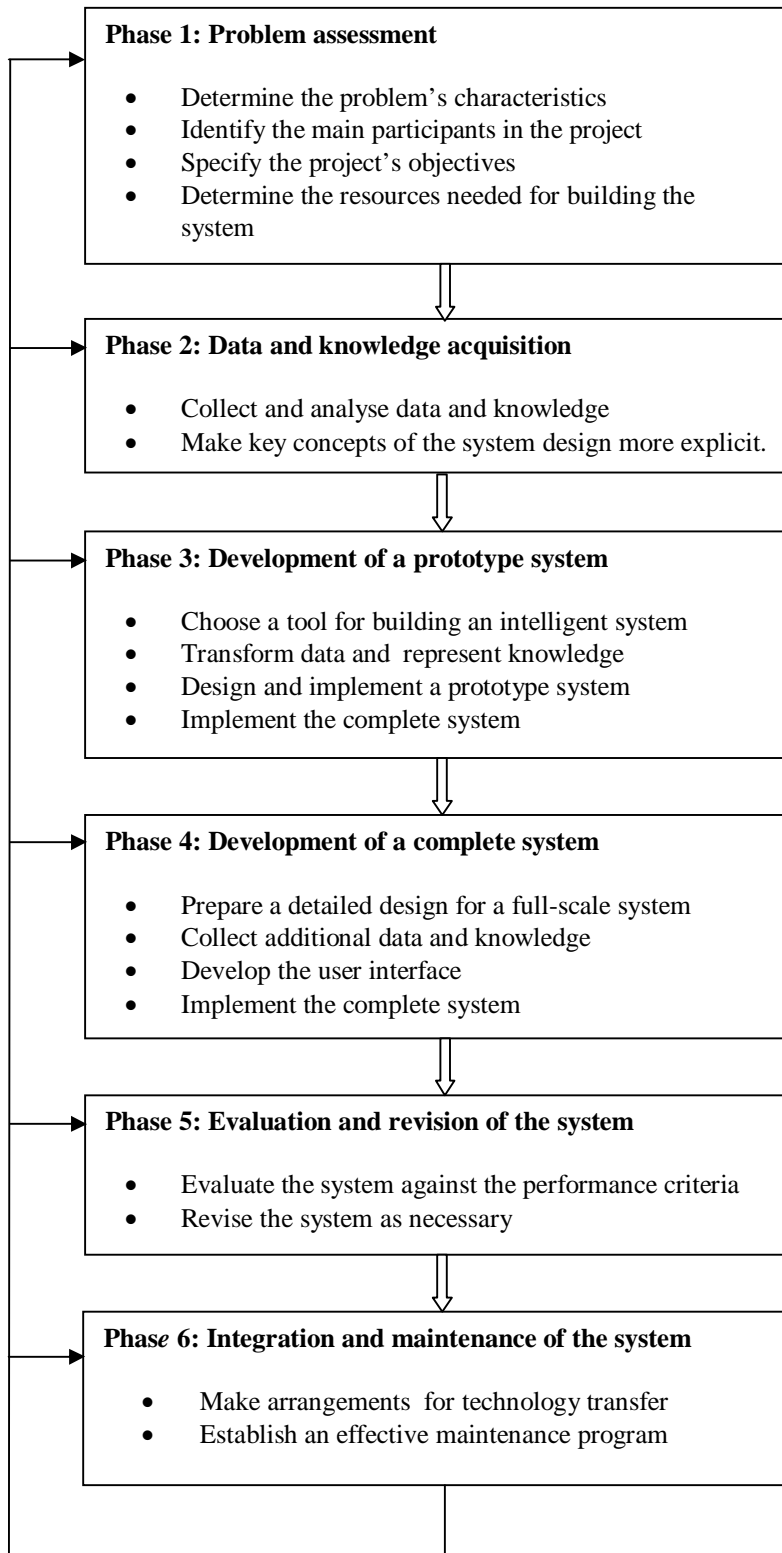 Phase 1: Problem assessment
• Determine the problem’s characteristics
• Identify the main participants in the project
• Specify the project’s objectives
• Determine the resources needed for building the
system
Phase 2: Data and knowledge acquisition
• Collect and analyse data and knowledge
• Make key concepts of the system design more explicit.
Phase 3: Development of a prototype system
• Choose a tool for building an intelligent system
• Transform data and represent knowledge
• Design and implement a prototype system
• Implement the complete system
Phase 4: Development of a complete system
• Prepare a detailed design for a full-scale system
• Collect additional data and knowledge
• Develop the user interface
• Implement the complete system
Phase 5: Evaluation and revision of the system
• Evaluate the system against the performance criteria
• Revise the system as necessary
Phase 6: Integration and maintenance of the system
• Make arrangements for technology transfer
• Establish an effective maintenance program